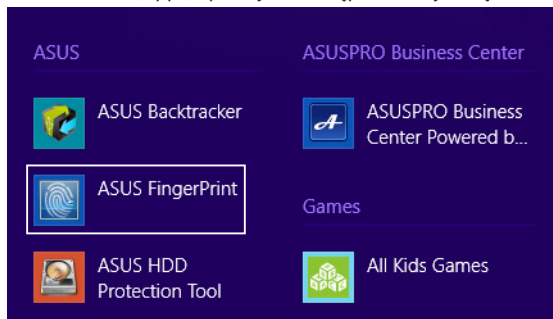 ASUS
ASUS Backtracker
ASUS FingerPrint
ASUS HDD
Protection Tool
ASUSPRO Business Center
ASUSPRO Business
Center Powered b...
Games
All Kids Games